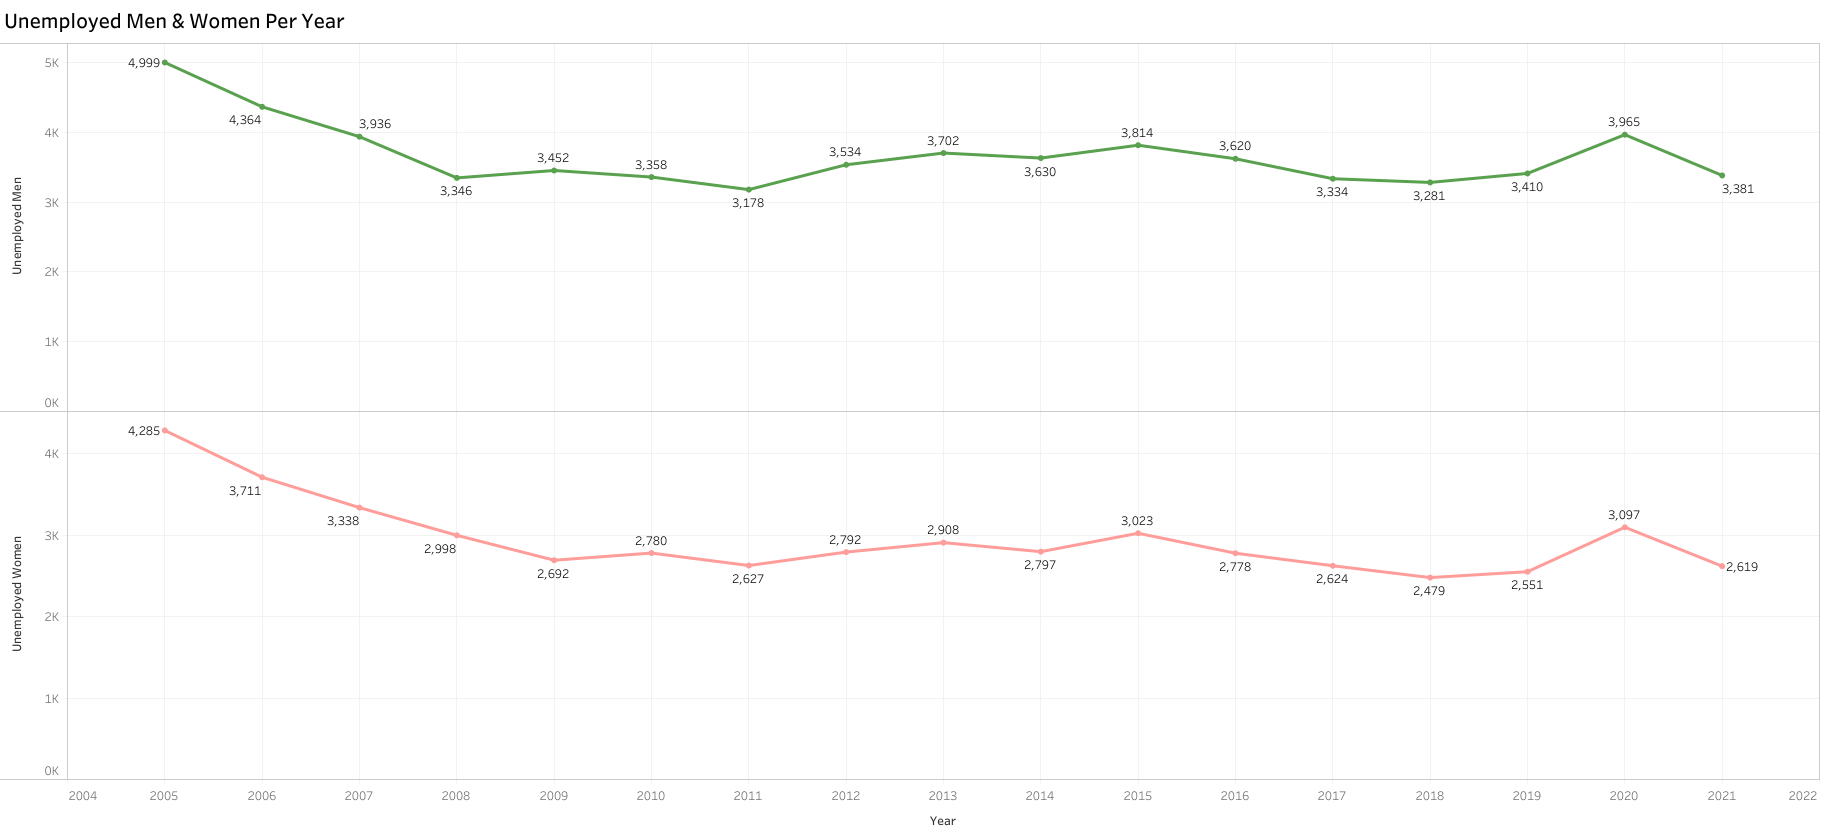 Unemployed Men & Women Per Year
5K
4K
3K
2K
1K
0K
Unemployed Men
4,999
4,364
3,936
3,346
3,452
3,358
3,178
3,534
3,702
3,630
3,814
3,620
3,334
3,281
3,410
3,965
3,381
4K
3K
2K
1K
0K
Unemployed Women
4,285
3,711
3,338
2,998
2,692
2,780
2,627
2,792
2,908
2,797
3,023
2,778
2,624
2,479
2,551
3,097
2,619
2004 2005 2006 2007 2008 2009 2010 2011 2012 2013 2014 2015 2016 2017 2018 2019 2020 2021 2022
Year